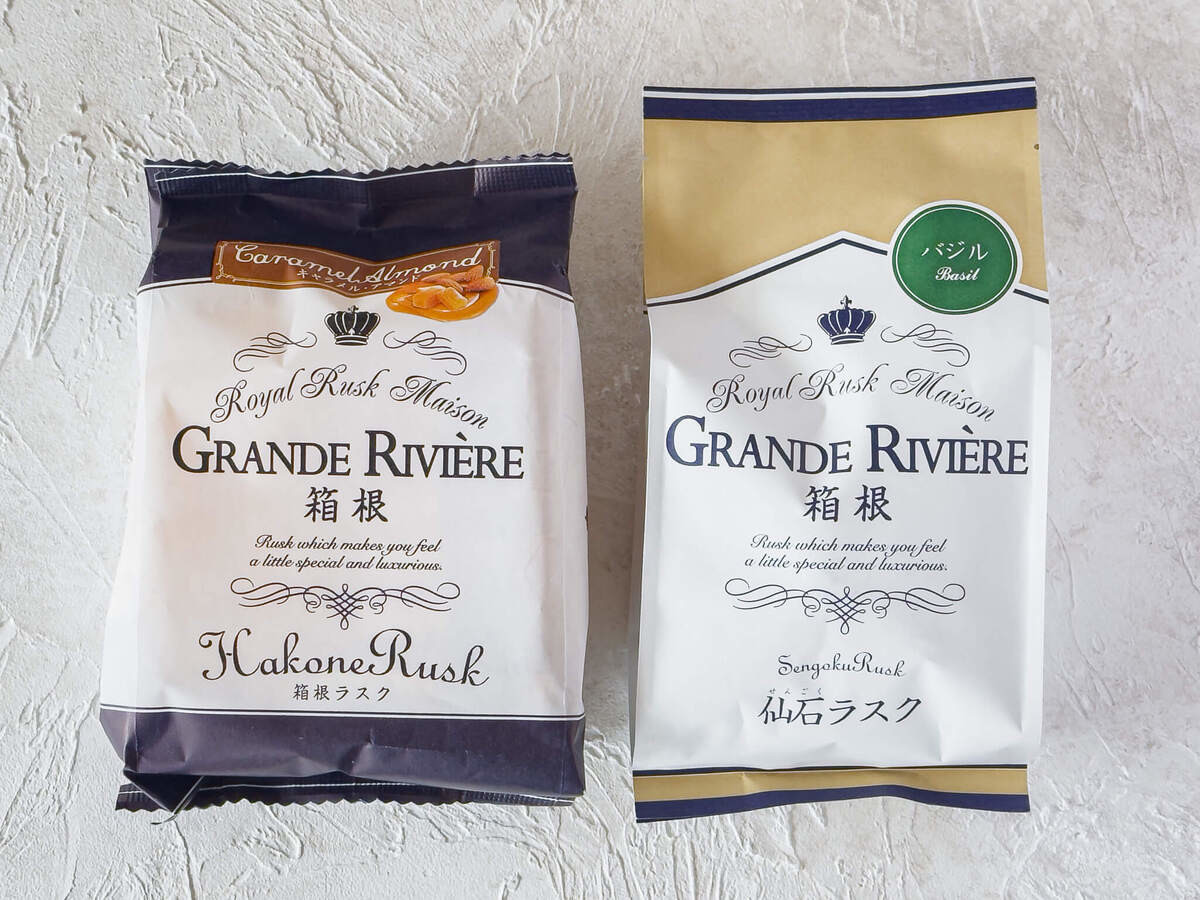 Caramel Almond
キャラメル・アマンド
Royal Rusk Maison
GRANDE RIVIÈRE
箱根
Rusk which makes you feel
a little special and luxurious.
HakoneRusk
箱根ラスク
バジル
Basil
Royal Rusk Maison
GRANDE RIVIÈRE
箱根
Rusk which makes you feel
a little special and luxurious.
SengokuRusk
せんごく
仙石ラスク